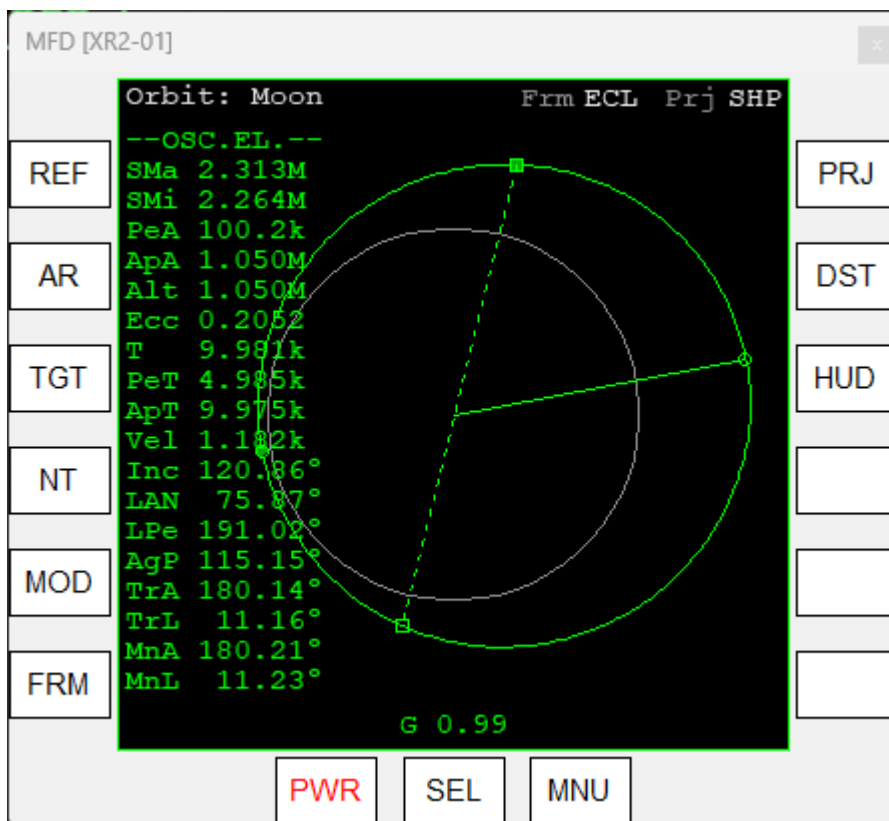 MFD [XR2-01]
x
Orbit: Moon Frm ECL Prj SHP
--OSC.EL.--
REF SMa 2.313M PRJ
SMi 2.264M
PeA 100.2k
AR ApA 1.050M DST
Alt 1.050M
Ecc 0.2052
T 9.981k
TGT PeT 4.985k HUD
ApT 9.975k
Vel 1.182k
NT Inc 120.86°
LAN 75.87°
LPe 191.02°
AgP 115.15°
MOD TrA 180.14°
TrL 11.16°
MnA 180.21°
FRM MnL 11.23°
G 0.99
PWR SEL MNU